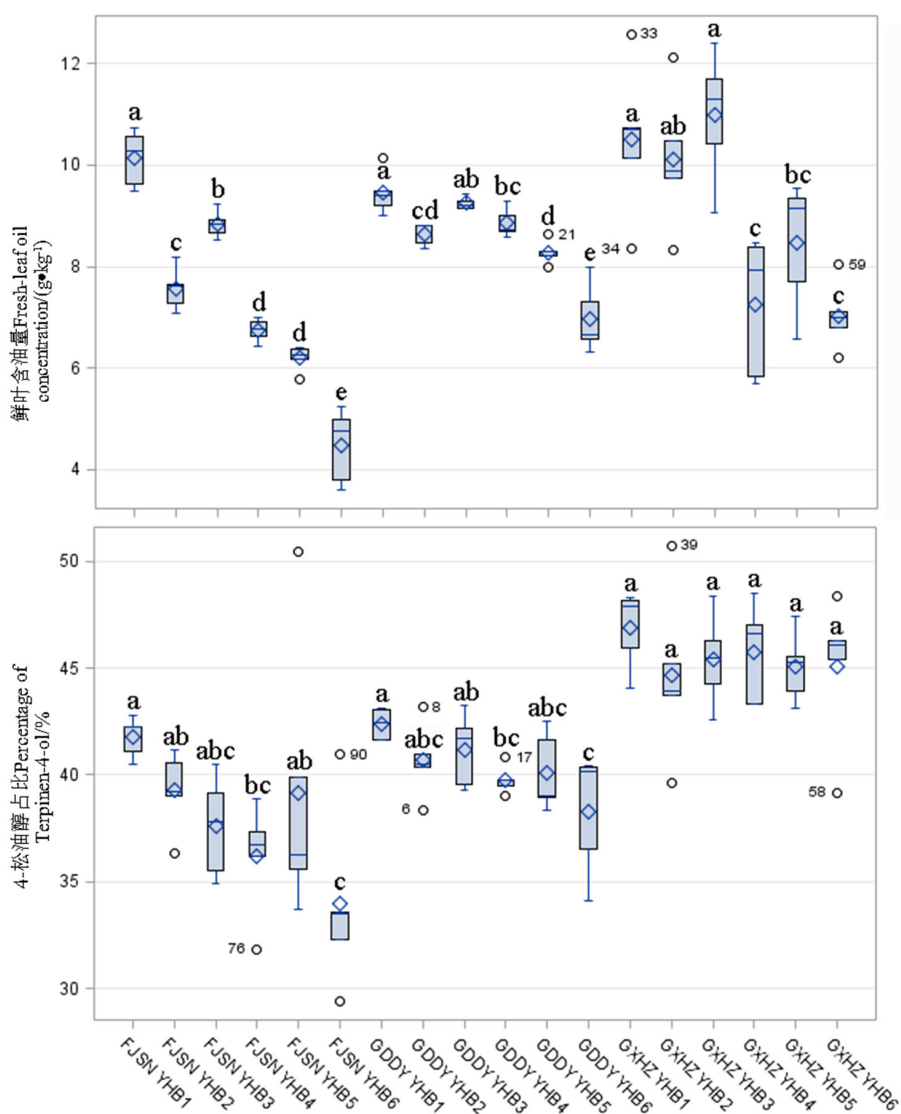 鲜叶含油量Fresh-leaf oil
concentration/(g•kg⁻¹)
12
10
8
6
4
a
c
b
d
d
e
a
cd
ab
bc
d
e
a
ab
a
c
bc
c
33
34
21
59
4-松油醇占比Percentage of
Terpinen-4-ol/%
50
45
40
35
30
a
ab
abc
bc
ab
c
a
abc
ab
bc
abc
c
a
a
a
a
a
a
76
90
8
6
17
39
58
FJSN YHB1
FJSN YHB2
FJSN YHB3
FJSN YHB4
FJSN YHB5
FJSN YHB6
GDDY YHB1
GDDY YHB2
GDDY YHB3
GDDY YHB4
GDDY YHB5
GDDY YHB6
GXHZ YHB1
GXHZ YHB2
GXHZ YHB3
GXHZ YHB4
GXHZ YHB5
GXHZ YHB6